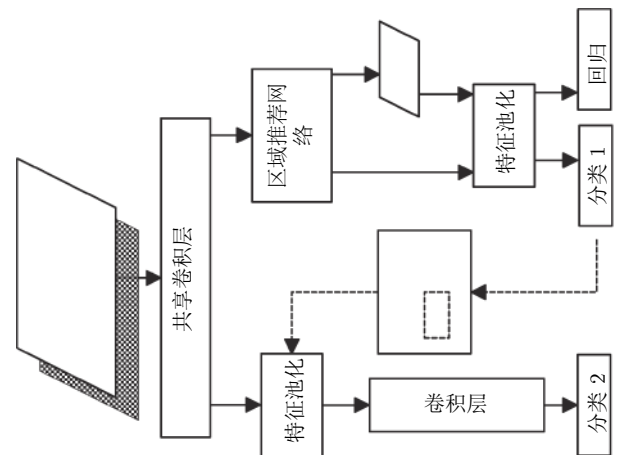 共享卷积层
区域推荐网
络
特征池化
回归
分类 1
特征池化
卷积层
分类 2